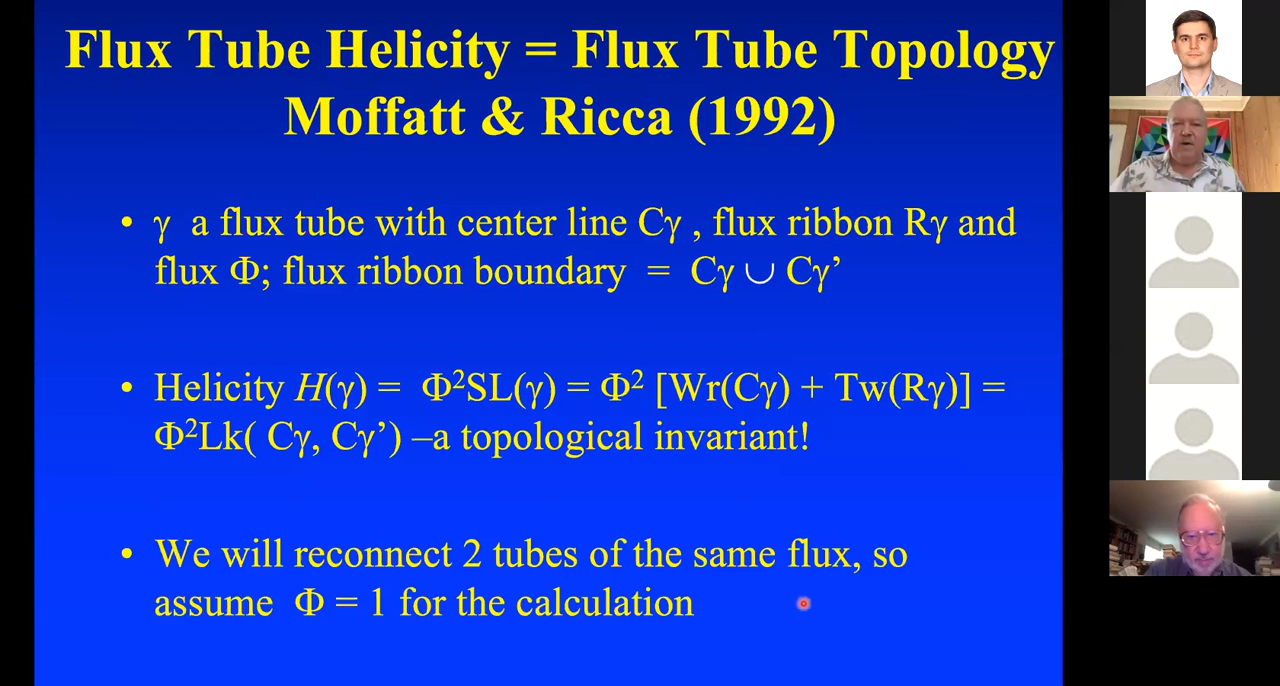 Flux Tube Helicity = Flux Tube Topology
Moffatt & Ricca (1992)
• γ a flux tube with center line Cγ , flux ribbon Rγ and
flux Φ; flux ribbon boundary = Cγ ∪ Cγ’
• Helicity H(γ) = Φ²SL(γ) = Φ² [Wr(Cγ) + Tw(Rγ)] =
Φ²Lk( Cγ, Cγ’) –a topological invariant!
• We will reconnect 2 tubes of the same flux, so
assume Φ = 1 for the calculation